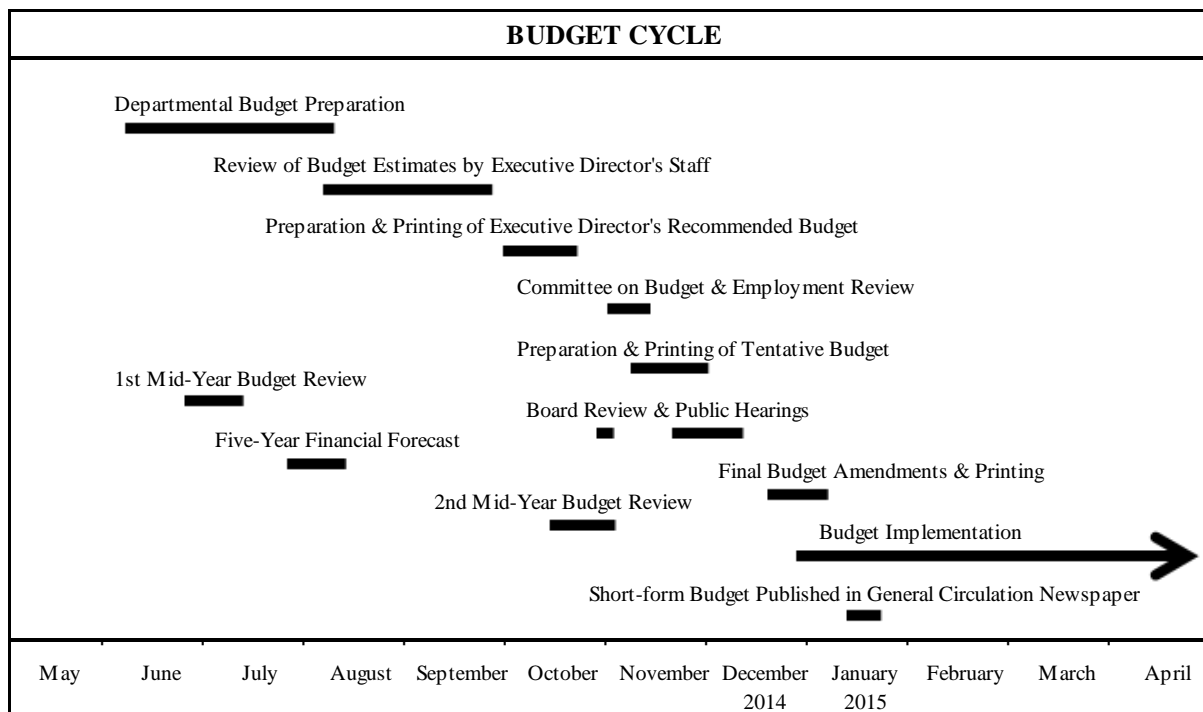 BUDGET CYCLE
Departmental Budget Preparation
Review of Budget Estimates by Executive Director's Staff
Preparation & Printing of Executive Director's Recommended Budget
Committee on Budget & Employment Review
Preparation & Printing of Tentative Budget
1st Mid-Year Budget Review
Board Review & Public Hearings
Five-Year Financial Forecast
Final Budget Amendments & Printing
2nd Mid-Year Budget Review
Budget Implementation
Short-form Budget Published in General Circulation Newspaper
May June July August September October November December January February March April
2014 2015